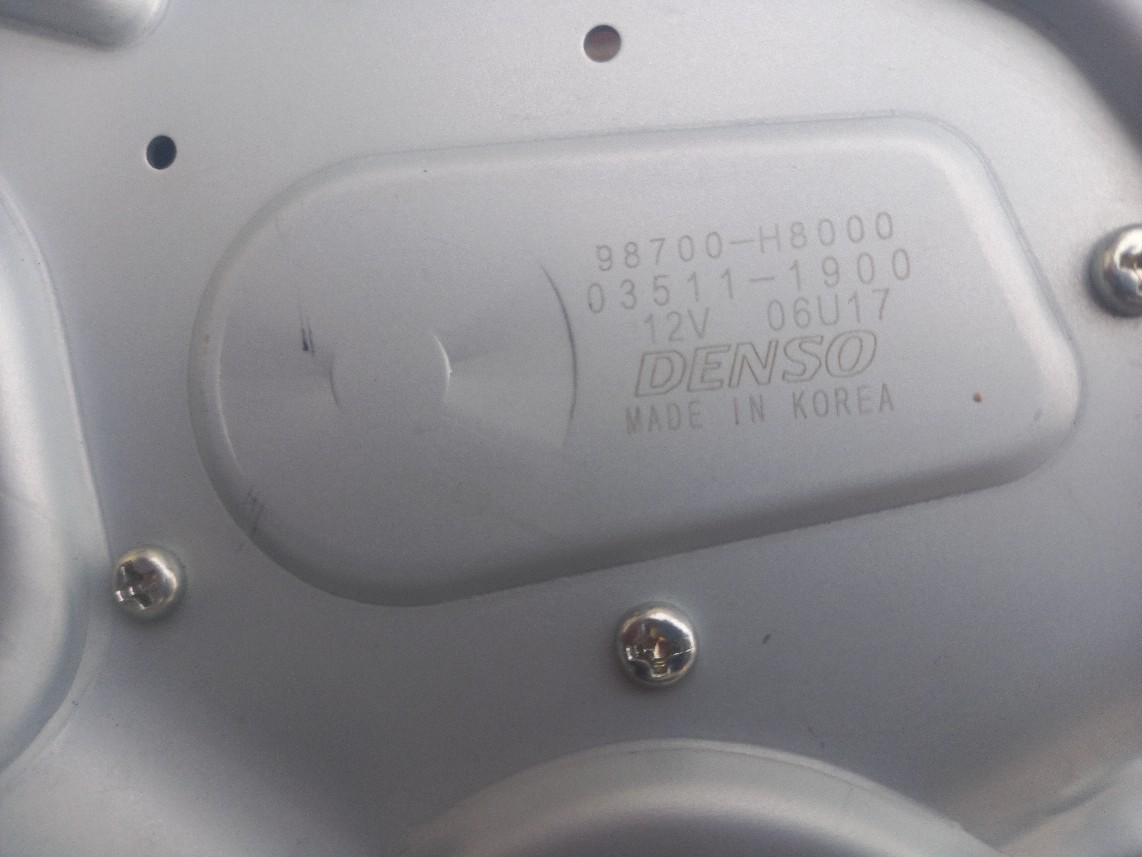 98700-H8000
03511-1900
12V 06U17
DENSO
MADE IN KOREA